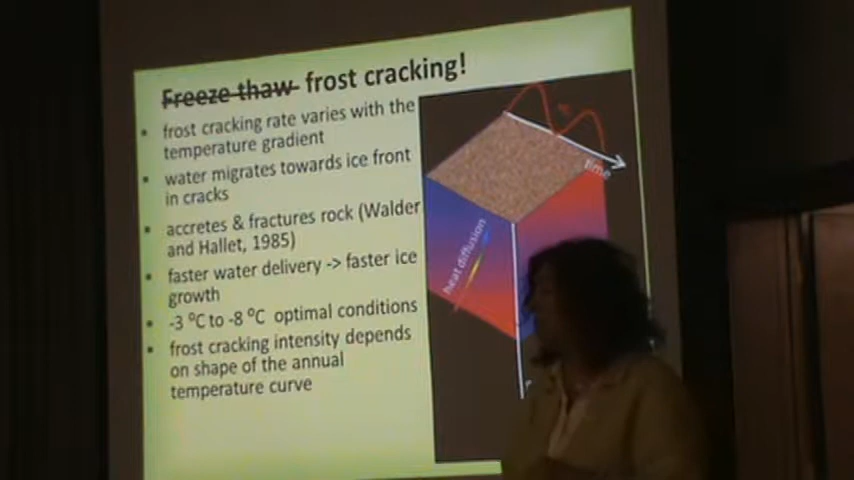 Freeze thaw frost cracking!
frost cracking rate varies with the
temperature gradient
water migrates towards ice front
in cracks
accretes & fractures rock (Walder
and Hallet, 1985)
faster water delivery -> faster ice
growth
-3 °C to -8 °C optimal conditions
frost cracking intensity depends
on shape of the annual
temperature curve
time
heat diffusion